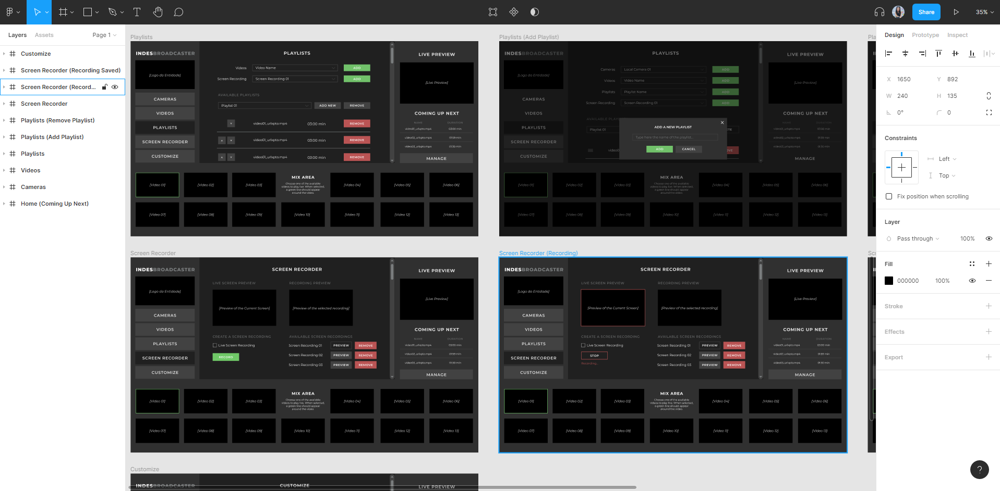 Share
35%
Layers
Assets
Page 1
Customize
Screen Recorder (Recording Saved)
Screen Recorder (Record...
Screen Recorder
Playlists (Remove Playlist)
Playlists (Add Playlist)
Playlists
Videos
Cameras
Home (Coming Up Next)
Playlists
INDESBROADCASTER
[Logo da Entidade]
CAMERAS
VIDEOS
PLAYLISTS
SCREEN RECORDER
CUSTOMIZE
PLAYLISTS
Videos
Video Name
ADD
Screen Recording
Screen Recording 01
ADD
AVAILABLE PLAYLISTS
Playlist 01
ADD NEW
REMOVE
video01_urlxpto.mp4
03:00 min
REMOVE
video01_urlxpto.mp4
03:00 min
REMOVE
video01_urlxpto.mp4
03:00 min
REMOVE
LIVE PREVIEW
[Live Preview]
COMING UP NEXT
NAME
DURATION
video01_urlxpto.mp4
03:00 min
video02_urlxpto.mp4
01:59 min
video03_urlxpto.mp4
01:30 min
MANAGE
[Video 01]
[Video 02]
[Video 03]
MIX AREA
Choose one of the available
videos to play live. When selected,
a green line should appear
around the video.
[Video 04]
[Video 05]
[Video 06]
[Video 07]
[Video 08]
[Video 09]
[Video 10]
[Video 11]
[Video 12]
[Video 13]
Playlists (Add Playlist)
INDESBROADCASTER
[Logo da Entidade]
CAMERAS
VIDEOS
PLAYLISTS
SCREEN RECORDER
CUSTOMIZE
PLAYLISTS
Cameras
Local Camera 01
ADD
Videos
Video Name
ADD
Playlists
Playlist Name
ADD
Screen Recording
Screen Recording 01
ADD
AVAILABLE PLAY
Playlist 01
ETE
video0
VE
ADD A NEW PLAYLIST
Type here the name of the playlist...
ADD
CANCEL
LIVE PREVIEW
[Live Preview]
COMING UP NEXT
NAME
DURATION
video01_urlxpto.mp4
03:00 min
video02_urlxpto.mp4
01:59 min
video03_urlxpto.mp4
01:30 min
MANAGE
[Video 01]
[Video 02]
[Video 03]
MIX AREA
Choose one of the available
videos to play live. When selected,
a green line should appear
around the video.
[Video 04]
[Video 05]
[Video 06]
[Video 07]
[Video 08]
[Video 09]
[Video 10]
[Video 11]
[Video 12]
[Video 13]
Pla
Screen Recorder
INDESBROADCASTER
[Logo da Entidade]
CAMERAS
VIDEOS
PLAYLISTS
SCREEN RECORDER
CUSTOMIZE
SCREEN RECORDER
LIVE SCREEN PREVIEW
RECORDING PREVIEW
[Preview of the Current Screen]
[Preview of the selected recording]
CREATE A SCREEN RECORDING
Live Screen Recording
RECORD
AVAILABLE SCREEN RECORDINGS
Screen Recording 01
PREVIEW
REMOVE
Screen Recording 02
PREVIEW
REMOVE
Screen Recording 03
PREVIEW
REMOVE
LIVE PREVIEW
[Live Preview]
COMING UP NEXT
NAME
DURATION
video01_urlxpto.mp4
03:00 min
video02_urlxpto.mp4
01:59 min
video03_urlxpto.mp4
01:30 min
MANAGE
[Video 01]
[Video 02]
[Video 03]
MIX AREA
Choose one of the available
videos to play live. When selected,
a green line should appear
around the video.
[Video 04]
[Video 05]
[Video 06]
[Video 07]
[Video 08]
[Video 09]
[Video 10]
[Video 11]
[Video 12]
[Video 13]
Screen Recorder (Recording)
INDESBROADCASTER
[Logo da Entidade]
CAMERAS
VIDEOS
PLAYLISTS
SCREEN RECORDER
CUSTOMIZE
SCREEN RECORDER
LIVE SCREEN PREVIEW
RECORDING PREVIEW
[Preview of the Current Screen]
[Preview of the selected recording]
CREATE A SCREEN RECORDING
Live Screen Recording
STOP
Recording...
AVAILABLE SCREEN RECORDINGS
Screen Recording 01
PREVIEW
REMOVE
Screen Recording 02
PREVIEW
REMOVE
Screen Recording 03
PREVIEW
REMOVE
LIVE PREVIEW
[Live Preview]
COMING UP NEXT
NAME
DURATION
video01_urlxpto.mp4
03:00 min
video02_urlxpto.mp4
01:59 min
video03_urlxpto.mp4
01:30 min
MANAGE
[Video 01]
[Video 02]
[Video 03]
MIX AREA
Choose one of the available
videos to play live. When selected,
a green line should appear
around the video.
[Video 04]
[Video 05]
[Video 06]
[Video 07]
[Video 08]
[Video 09]
[Video 10]
[Video 11]
[Video 12]
[Video 13]
Scr
Customize
INDESBROADCASTER
CUSTOMIZE
LIVE PREVIEW
Design
Prototype
Inspect
X 1650
Y 892
W 240
H 135
0°
0
Constraints
Left
Top
Fix position when scrolling
Layer
Pass through
100%
Fill
000000
100%
Stroke
Effects
Export
?